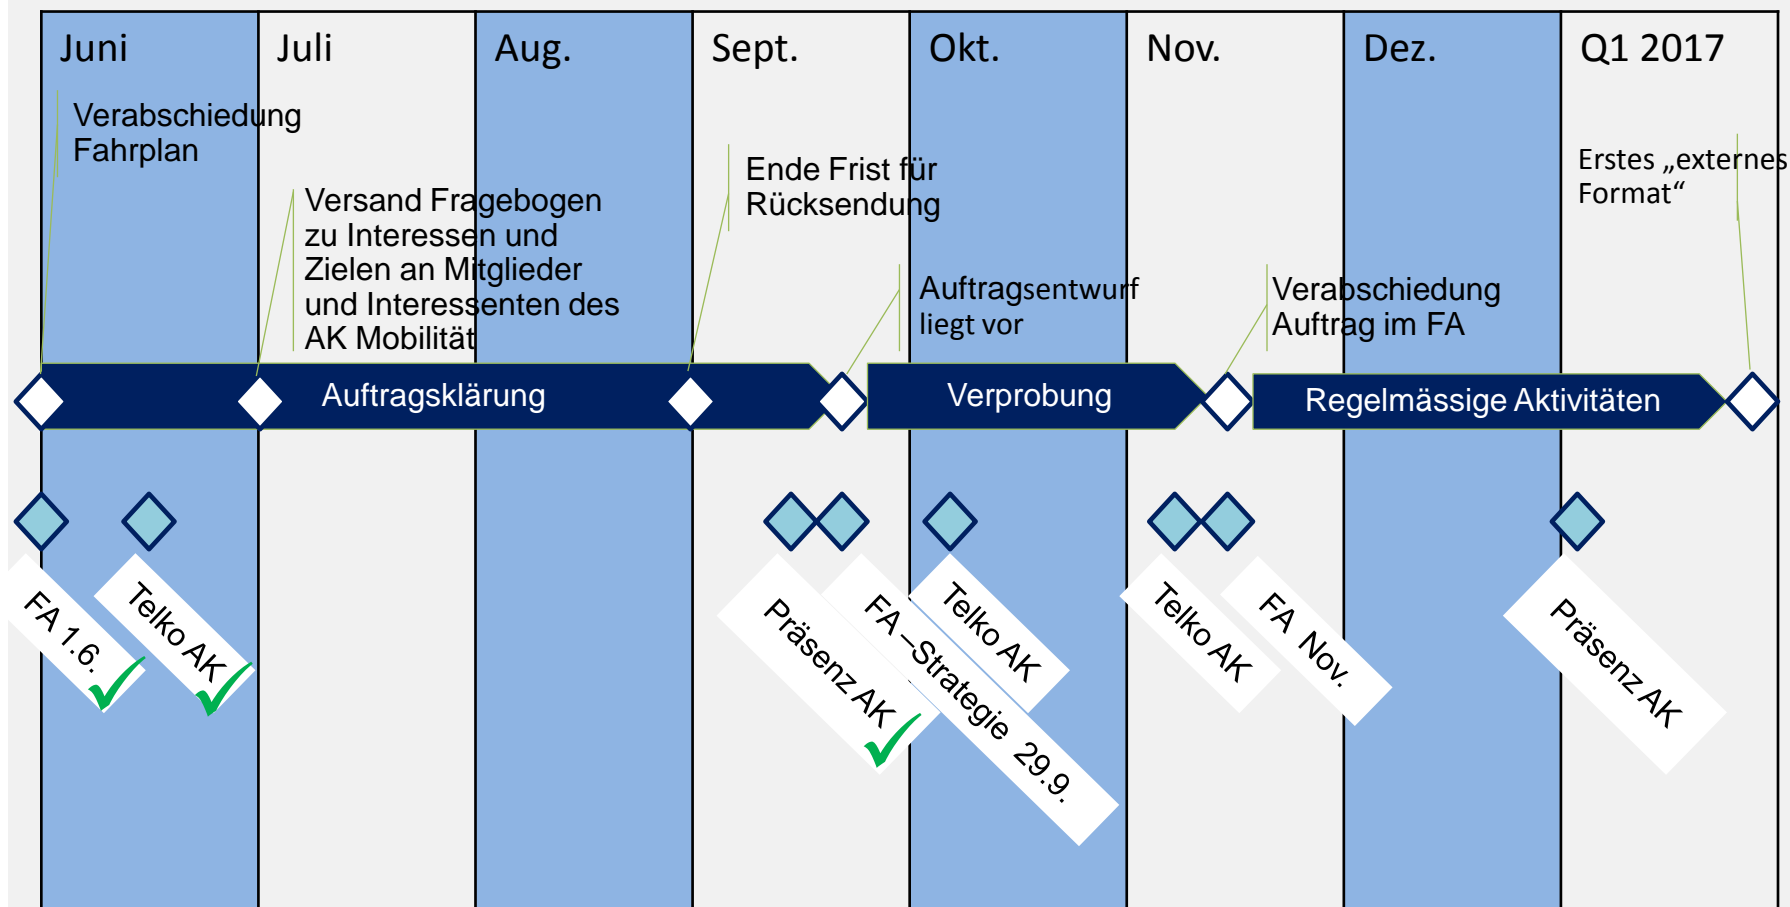 Juni
Juli
Aug.
Sept.
Okt.
Nov.
Dez.
Q1 2017
Verabschiedung
Fahrplan
Versand Fragebogen
zu Interessen und
Zielen an Mitglieder
und Interessenten des
AK Mobilität
Ende Frist für
Rücksendung
Auftragsentwurf
liegt vor
Verabschiedung
Auftrag im FA
Erstes „externes
Format“
Auftragsklärung
Verprobung
Regelmässige Aktivitäten
FA 1.6.
Telko AK
Präsenz AK
FA –Strategie 29.9.
Telko AK
Telko AK
FA Nov.
Präsenz AK